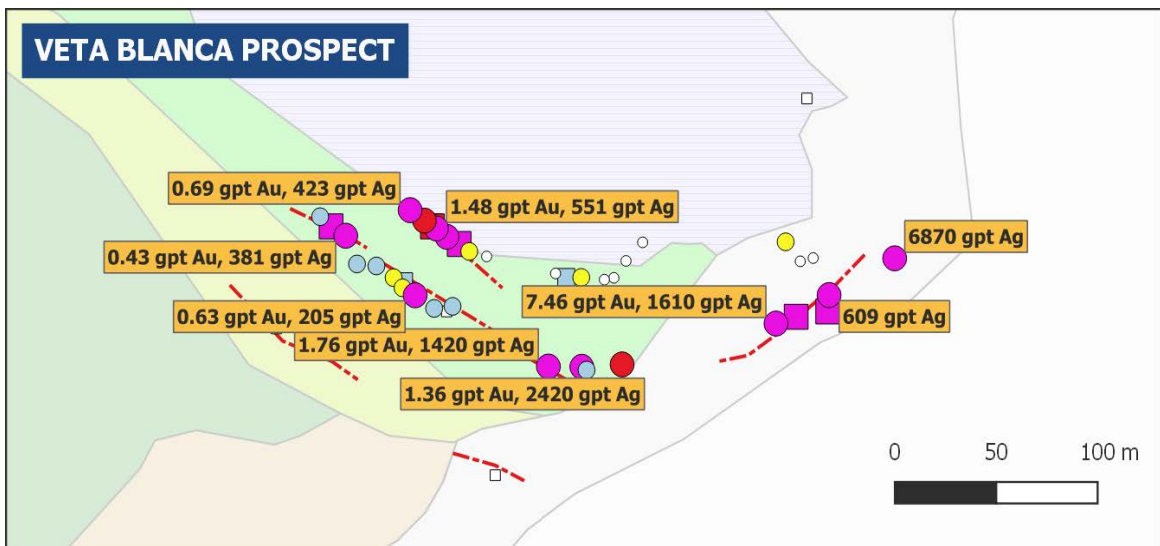 VETA BLANCA PROSPECT
0.69 gpt Au, 423 gpt Ag
1.48 gpt Au, 551 gpt Ag
6870 gpt Ag
0.43 gpt Au, 381 gpt Ag
7.46 gpt Au, 1610 gpt Ag
609 gpt Ag
0.63 gpt Au, 205 gpt Ag
1.76 gpt Au, 1420 gpt Ag
1.36 gpt Au, 2420 gpt Ag
0 50 100 m